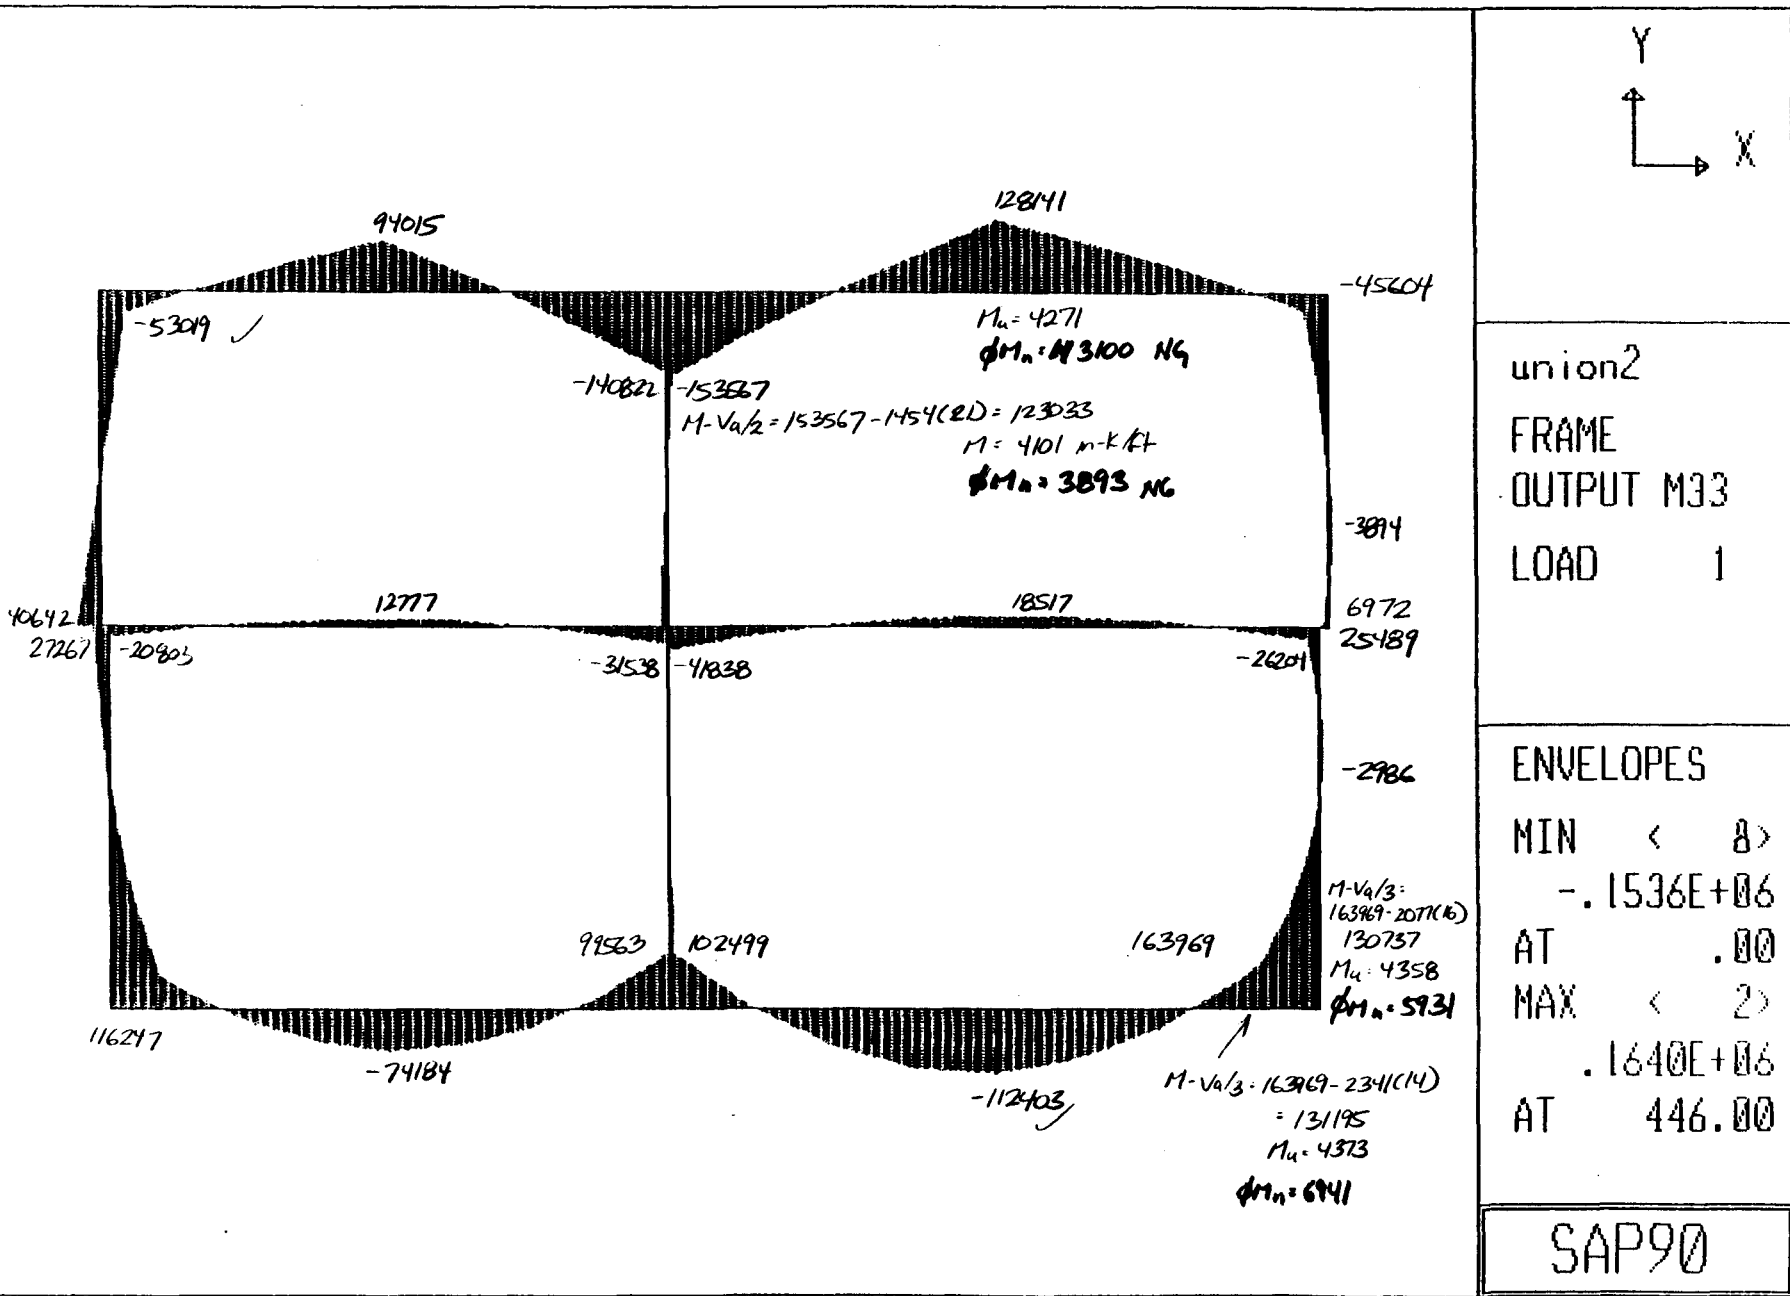 94015
128141
-45604
-53019 ✓
Mu = 4271
ϕMn = 3100 NG
-140822
-153567
M-Va/2 = 153567-1454(21) = 123033
M = 4101 in-k/ft
ϕMn = 3893 NG
-3894
12777
18517
40642
6972
27267
-20803
-31538
-41838
-26204
25489
-2986
99563
102499
163969
M-Va/3 =
163969-2077(16)
130737
Mu = 4358
ϕMn = 5931
116247
-74184
-112403 ✓
M-Va/3 = 163969-2341(14)
= 131195
Mu = 4373
ϕMn = 6941
Y
X
union2
FRAME
OUTPUT M33
LOAD 1
ENVELOPES
MIN < 8>
-.1536E+06
AT .00
MAX < 2>
.1640E+06
AT 446.00
SAP90